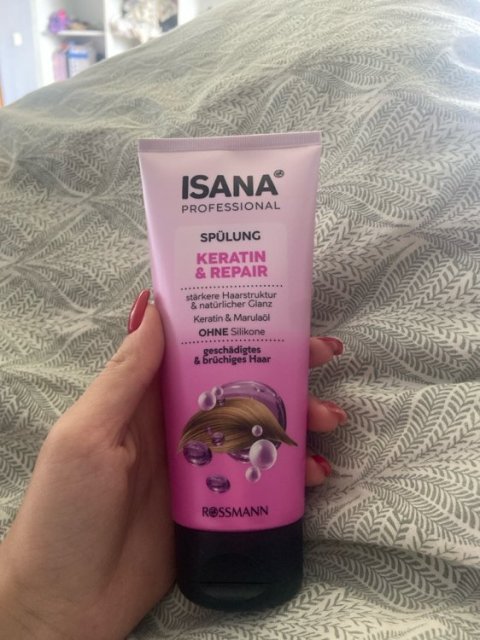 ISANA
PROFESSIONAL
SPÜLUNG
KERATIN
& REPAIR
stärkere Haarstruktur
& natürlicher Glanz
Keratin & Marulaöl
OHNE Silikone
geschädigtes
& brüchiges Haar
ROSSMANN